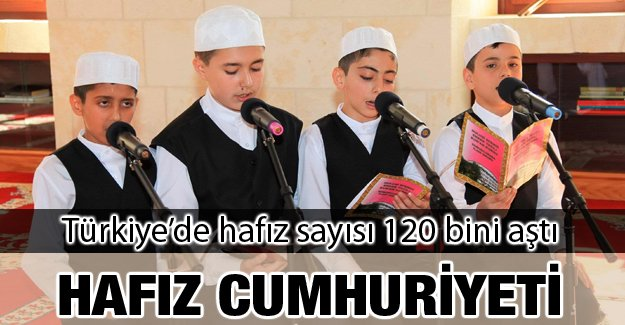 Türkiye'de hafız sayısı 120 bini aştı
HAFIZ CUMHURİYETİ